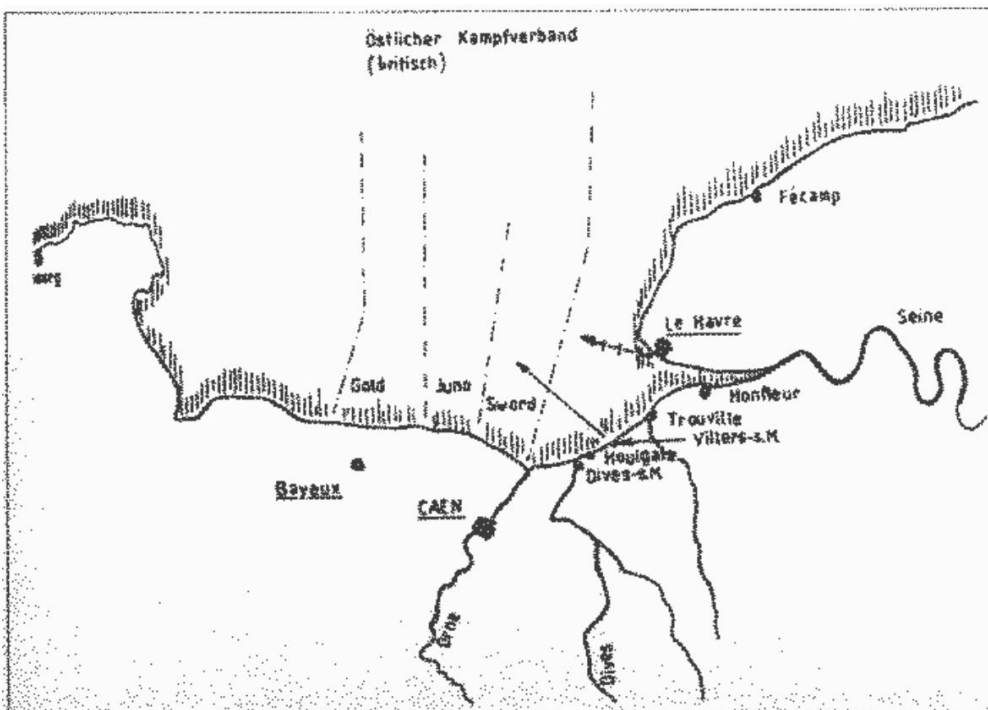 Östlicher Kampfverband
(britisch)
Fécamp
Le Havre
Seine
Gold
Juno
Sword
Honfleur
Trouville
Villers-s.M
Houlgate
Dives-s.M
Bayeux
CAEN
Orne
Dives